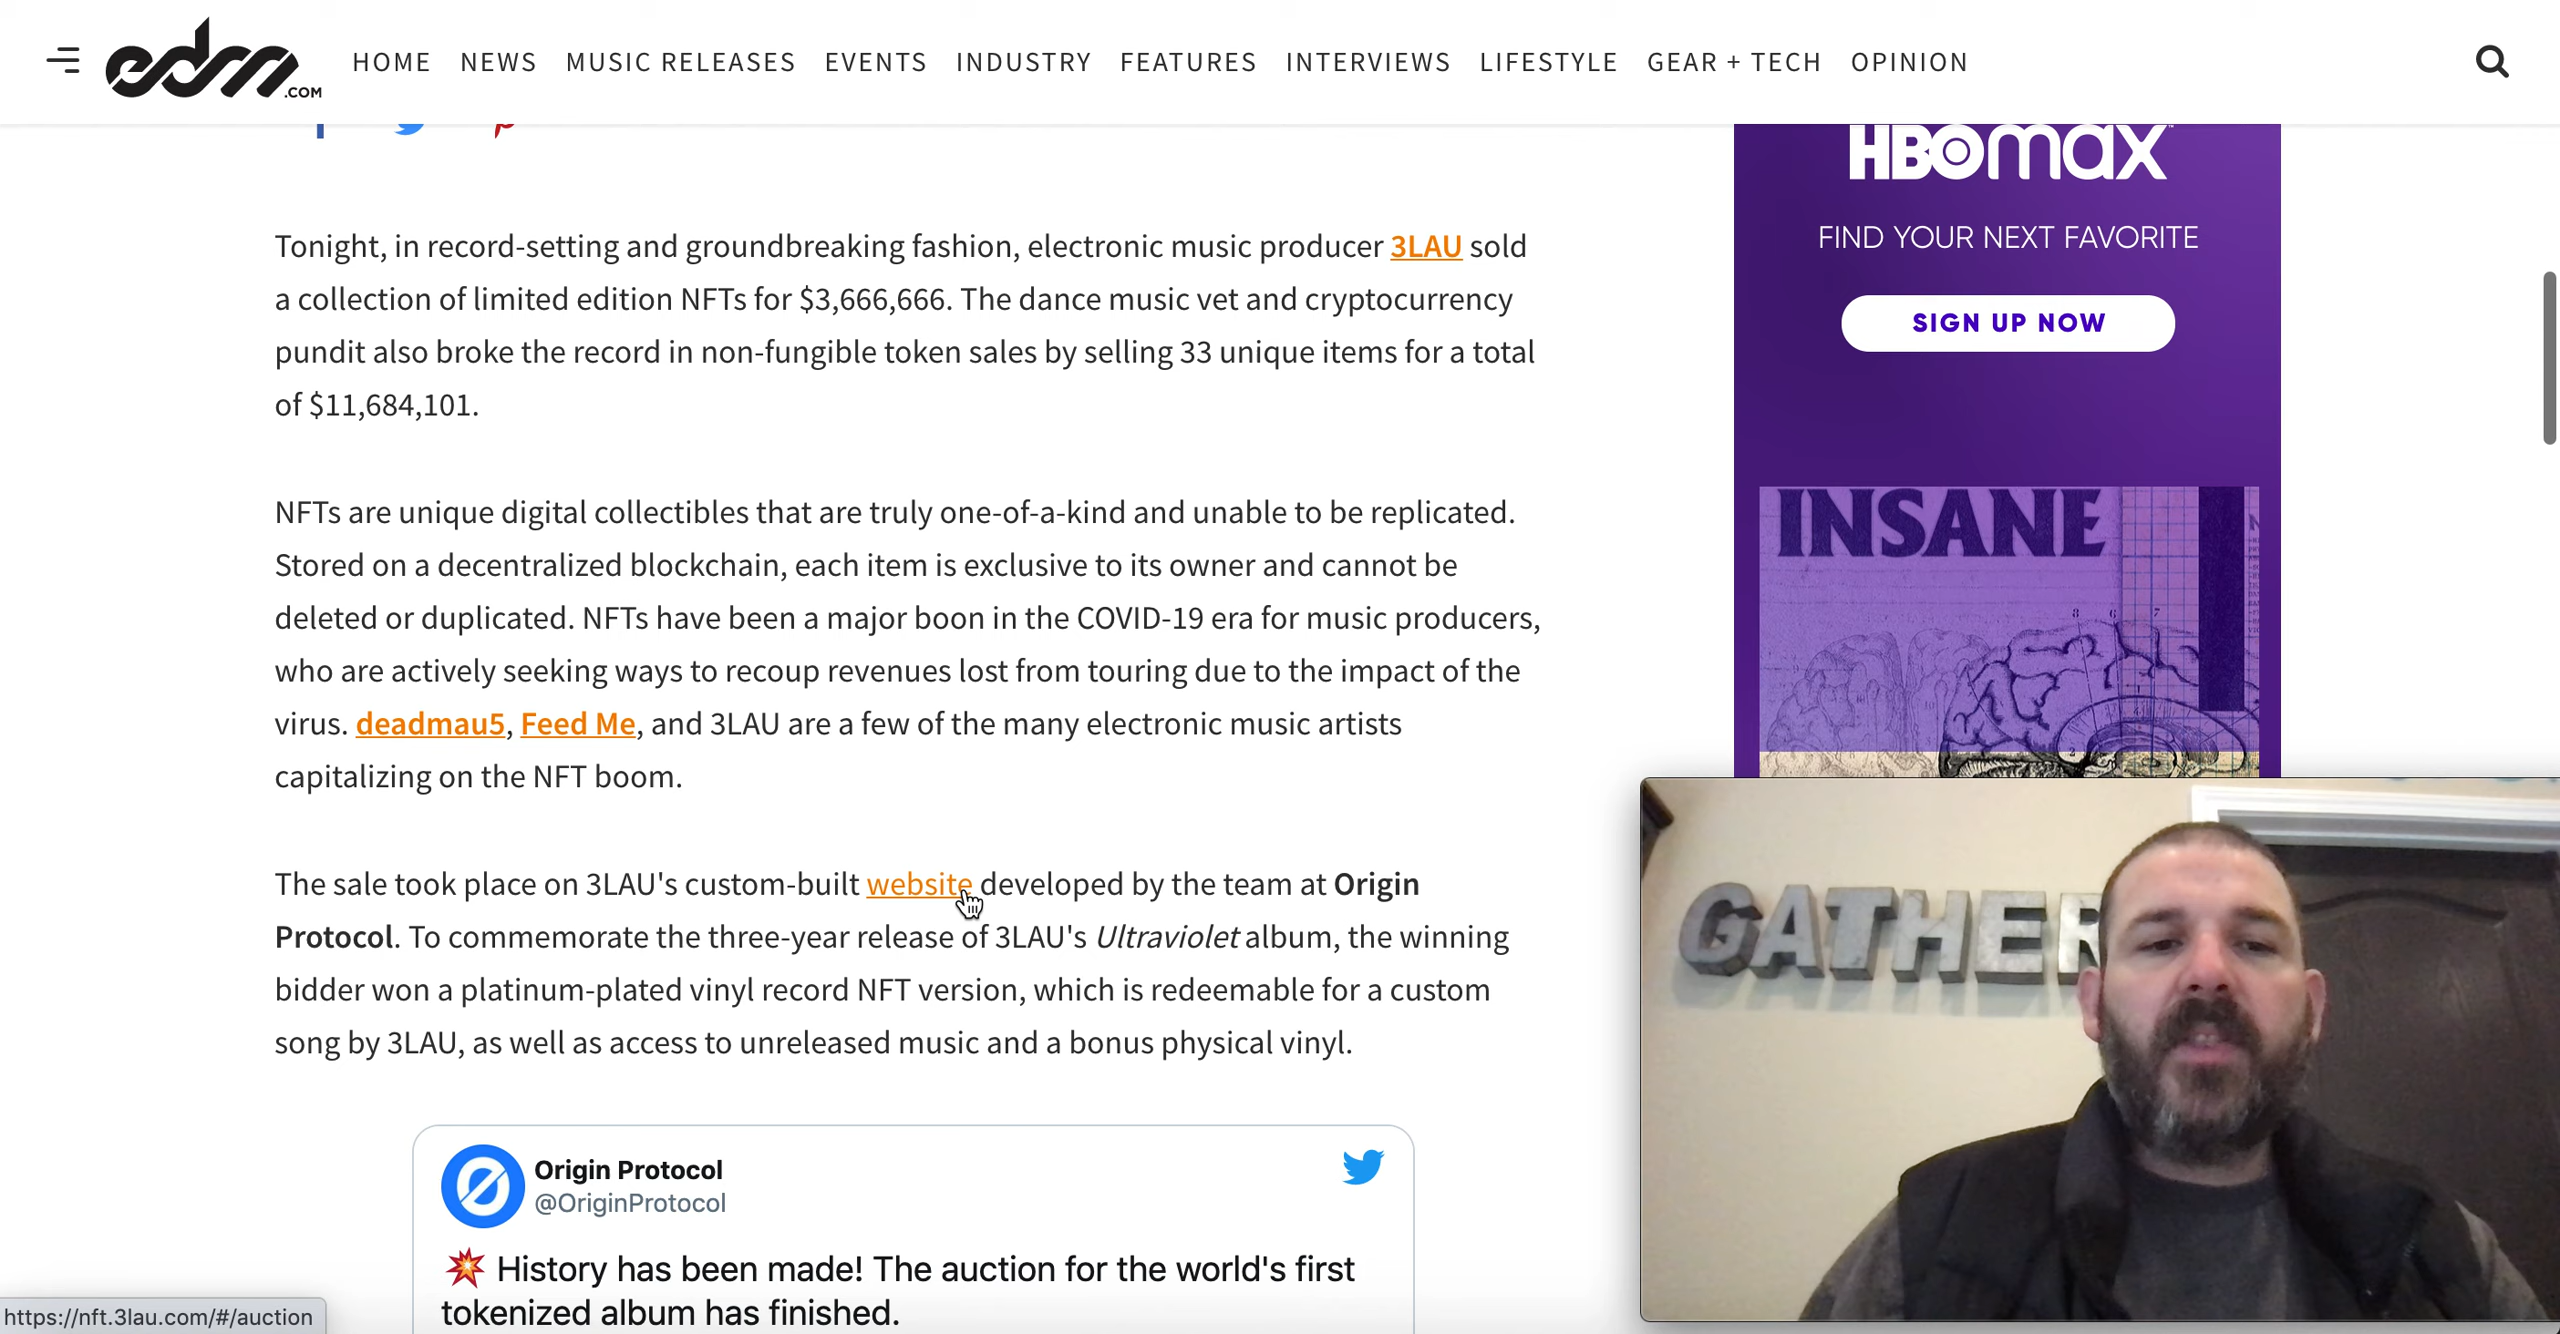 edm.com
HOME NEWS MUSIC RELEASES EVENTS INDUSTRY FEATURES INTERVIEWS LIFESTYLE GEAR + TECH OPINION
Tonight, in record-setting and groundbreaking fashion, electronic music producer 3LAU sold
a collection of limited edition NFTs for $3,666,666. The dance music vet and cryptocurrency
pundit also broke the record in non-fungible token sales by selling 33 unique items for a total
of $11,684,101.
NFTs are unique digital collectibles that are truly one-of-a-kind and unable to be replicated.
Stored on a decentralized blockchain, each item is exclusive to its owner and cannot be
deleted or duplicated. NFTs have been a major boon in the COVID-19 era for music producers,
who are actively seeking ways to recoup revenues lost from touring due to the impact of the
virus. deadmau5, Feed Me, and 3LAU are a few of the many electronic music artists
capitalizing on the NFT boom.
The sale took place on 3LAU's custom-built website developed by the team at Origin
Protocol. To commemorate the three-year release of 3LAU's Ultraviolet album, the winning
bidder won a platinum-plated vinyl record NFT version, which is redeemable for a custom
song by 3LAU, as well as access to unreleased music and a bonus physical vinyl.
Origin Protocol
@OriginProtocol
💥 History has been made! The auction for the world's first
tokenized album has finished.
https://nft.3lau.com/#/auction
HBOmax
FIND YOUR NEXT FAVORITE
SIGN UP NOW
INSANE
8 6 7
GATHER